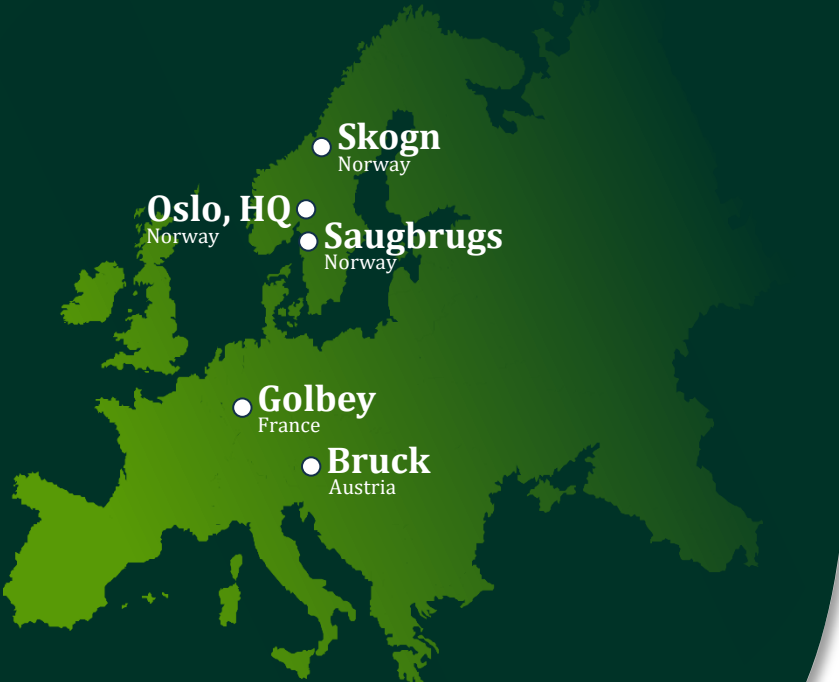 Skogn
Norway
Oslo, HQ
Norway
Saugbrugs
Norway
Golbey
France
Bruck
Austria